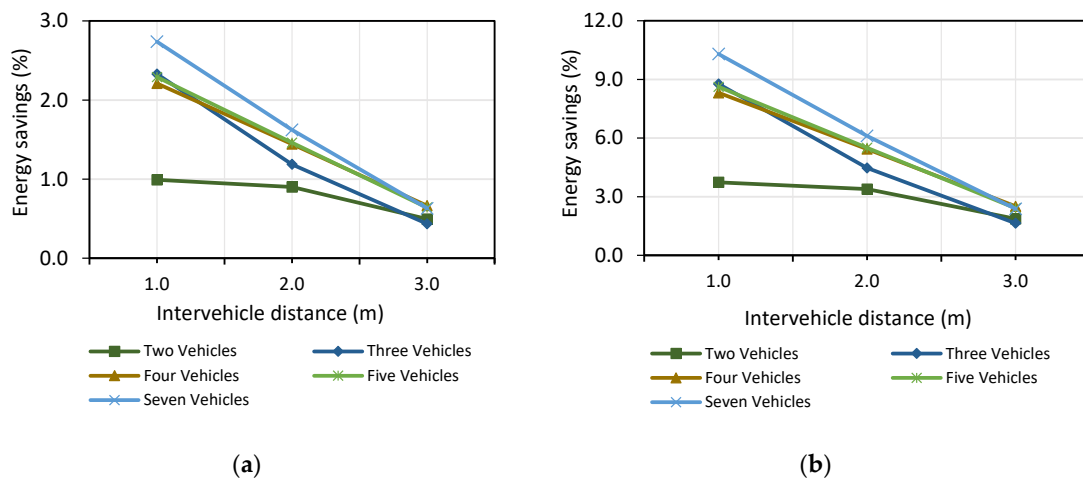 3.0
2.0
1.0
0.0
Energy savings (%)
1.0 2.0 3.0
Intervehicle distance (m)
Two Vehicles Three Vehicles
Four Vehicles Five Vehicles
Seven Vehicles
(a)
12.0
9.0
6.0
3.0
0.0
Energy savings (%)
1.0 2.0 3.0
Intervehicle distance (m)
Two Vehicles Three Vehicles
Four Vehicles Five Vehicles
Seven Vehicles
(b)